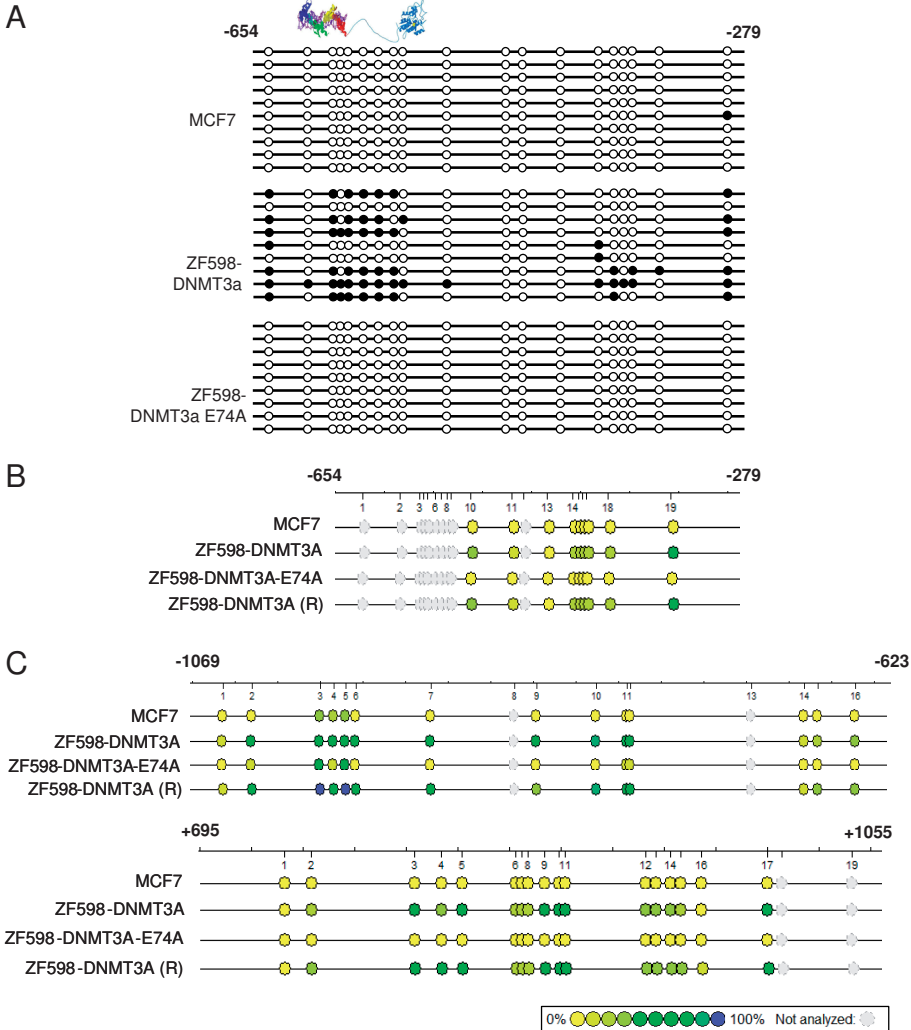 A
-654 -279
MCF7
ZF598-
DNMT3a
ZF598-
DNMT3a E74A
B
-654 -279
1 2 3 6 8 10 11 13 14 18 19
MCF7
ZF598-DNMT3A
ZF598-DNMT3A-E74A
ZF598-DNMT3A (R)
C
-1069 -623
1 2 3 4 5 6 7 8 9 10 11 13 14 16
MCF7
ZF598-DNMT3A
ZF598-DNMT3A-E74A
ZF598-DNMT3A (R)
+695 +1055
1 2 3 4 5 6 8 9 11 12 14 16 17 19
MCF7
ZF598-DNMT3A
ZF598-DNMT3A-E74A
ZF598-DNMT3A (R)
0% 100% Not analyzed: